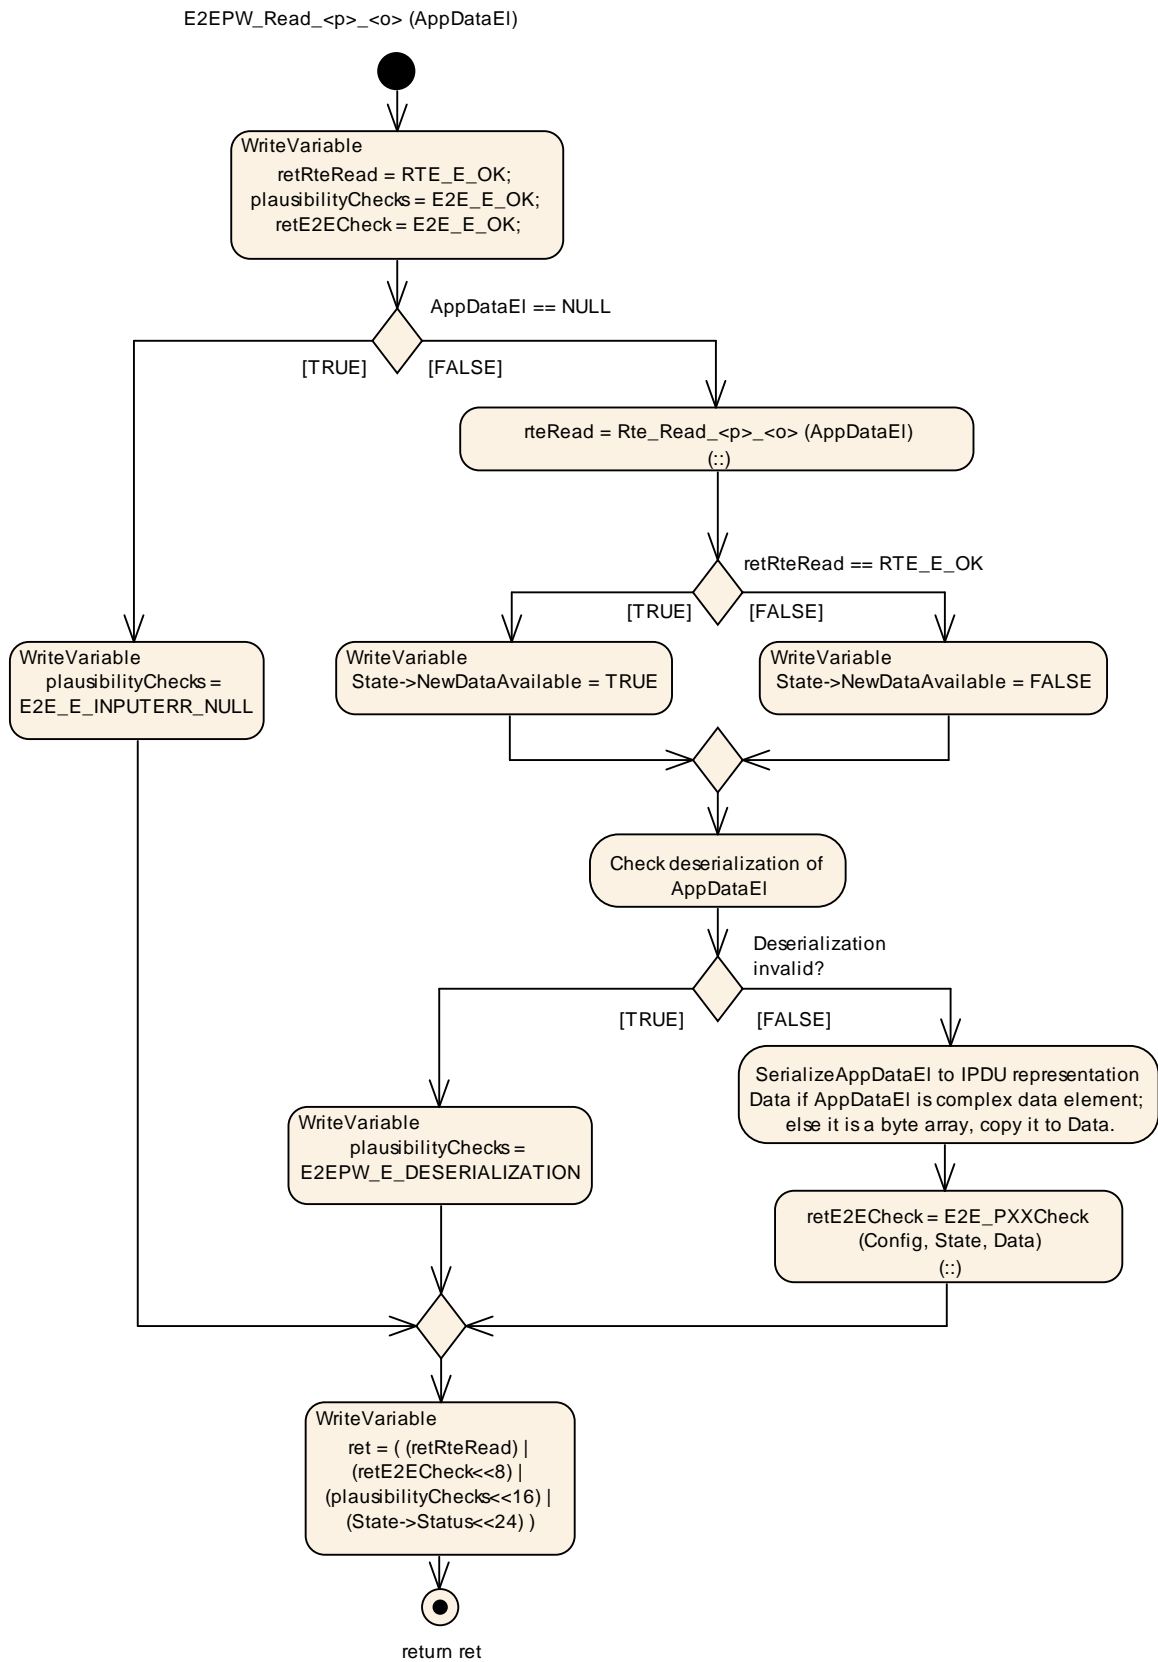 E2EPW_Read_<p>_<o> (AppDataEl)
WriteVariable
retRteRead = RTE_E_OK;
plausibilityChecks = E2E_E_OK;
retE2ECheck = E2E_E_OK;
AppDataEl == NULL
[TRUE]
[FALSE]
rteRead = Rte_Read_<p>_<o> (AppDataEl)
(::)
retRteRead == RTE_E_OK
[TRUE]
[FALSE]
WriteVariable
plausibilityChecks =
E2E_E_INPUTERR_NULL
WriteVariable
State->NewDataAvailable = TRUE
WriteVariable
State->NewDataAvailable = FALSE
Check deserialization of
AppDataEl
Deserialization
invalid?
[TRUE]
[FALSE]
SerializeAppDataEl to IPDU representation
Data if AppDataEl is complex data element;
else it is a byte array, copy it to Data.
WriteVariable
plausibilityChecks =
E2EPW_E_DESERIALIZATION
retE2ECheck = E2E_PXXCheck
(Config, State, Data)
(::)
WriteVariable
ret = ( (retRteRead) |
(retE2ECheck<<8) |
(plausibilityChecks<<16) |
(State->Status<<24) )
return ret